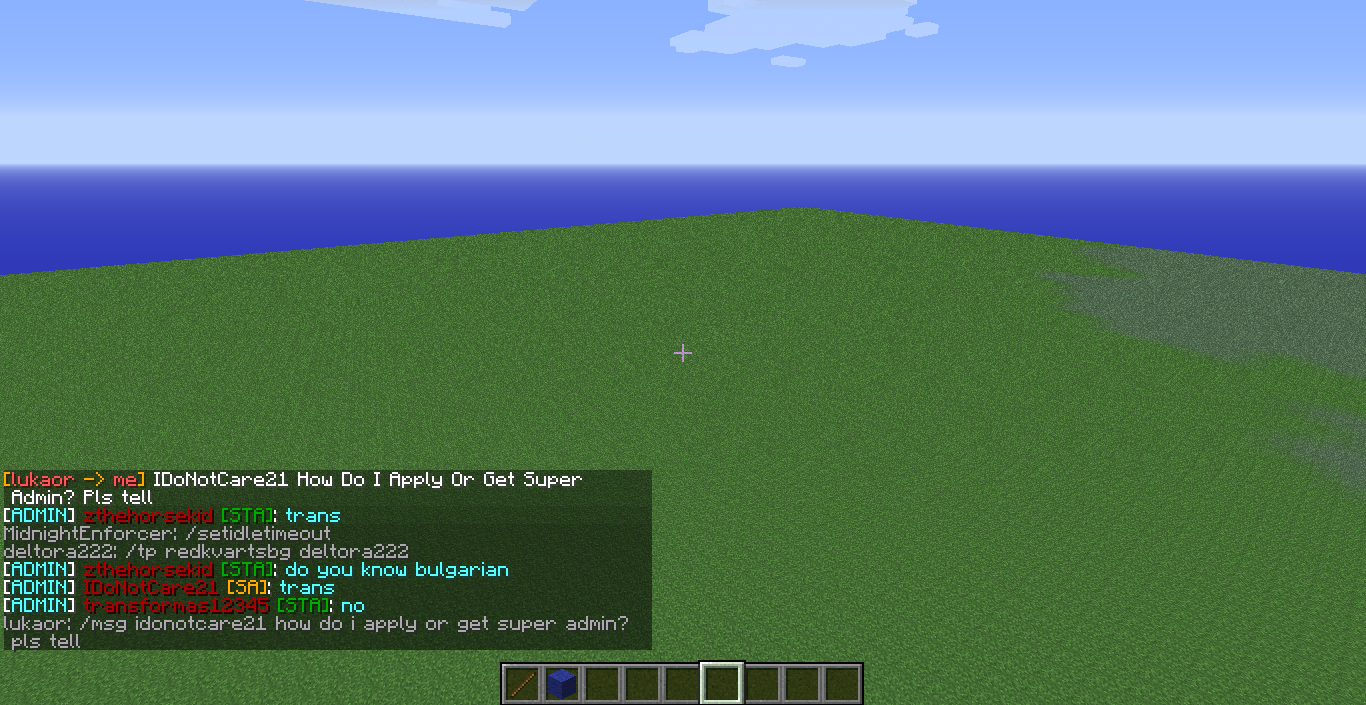 [lukaor -> me] IDoNotCare21 How Do I Apply Or Get Super
Admin? Pls tell
[ADMIN] zthehorsekid [STA]: trans
MidnightEnforcer: /setidletimeout
deltora222: /tp redkvartsbg deltora222
[ADMIN] zthehorsekid [STA]: do you know bulgarian
[ADMIN] IDoNotCare21 [SA]: trans
[ADMIN] transformas12345 [STA]: no
lukaor: /msg idonotcare21 how do i apply or get super admin?
pls tell